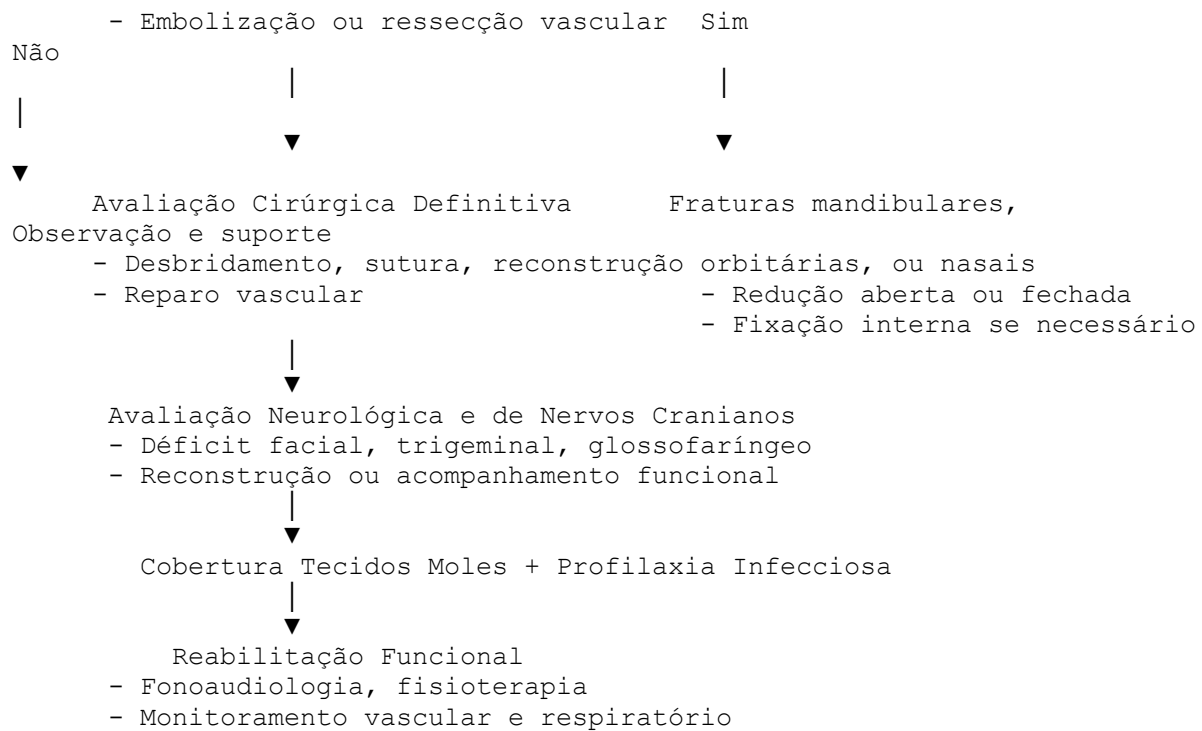 - Embolização ou ressecção vascular Sim
Não
|                |
|
▼                ▼
▼
Avaliação Cirúrgica Definitiva Fraturas mandibulares,
Observação e suporte
- Desbridamento, sutura, reconstrução orbitárias, ou nasais
- Reparo vascular - Redução aberta ou fechada
- Fixação interna se necessário
|
▼
Avaliação Neurológica e de Nervos Cranianos
- Déficit facial, trigeminal, glossofaríngeo
- Reconstrução ou acompanhamento funcional
|
▼
Cobertura Tecidos Moles + Profilaxia Infecciosa
|
▼
Reabilitação Funcional
- Fonoaudiologia, fisioterapia
- Monitoramento vascular e respiratório